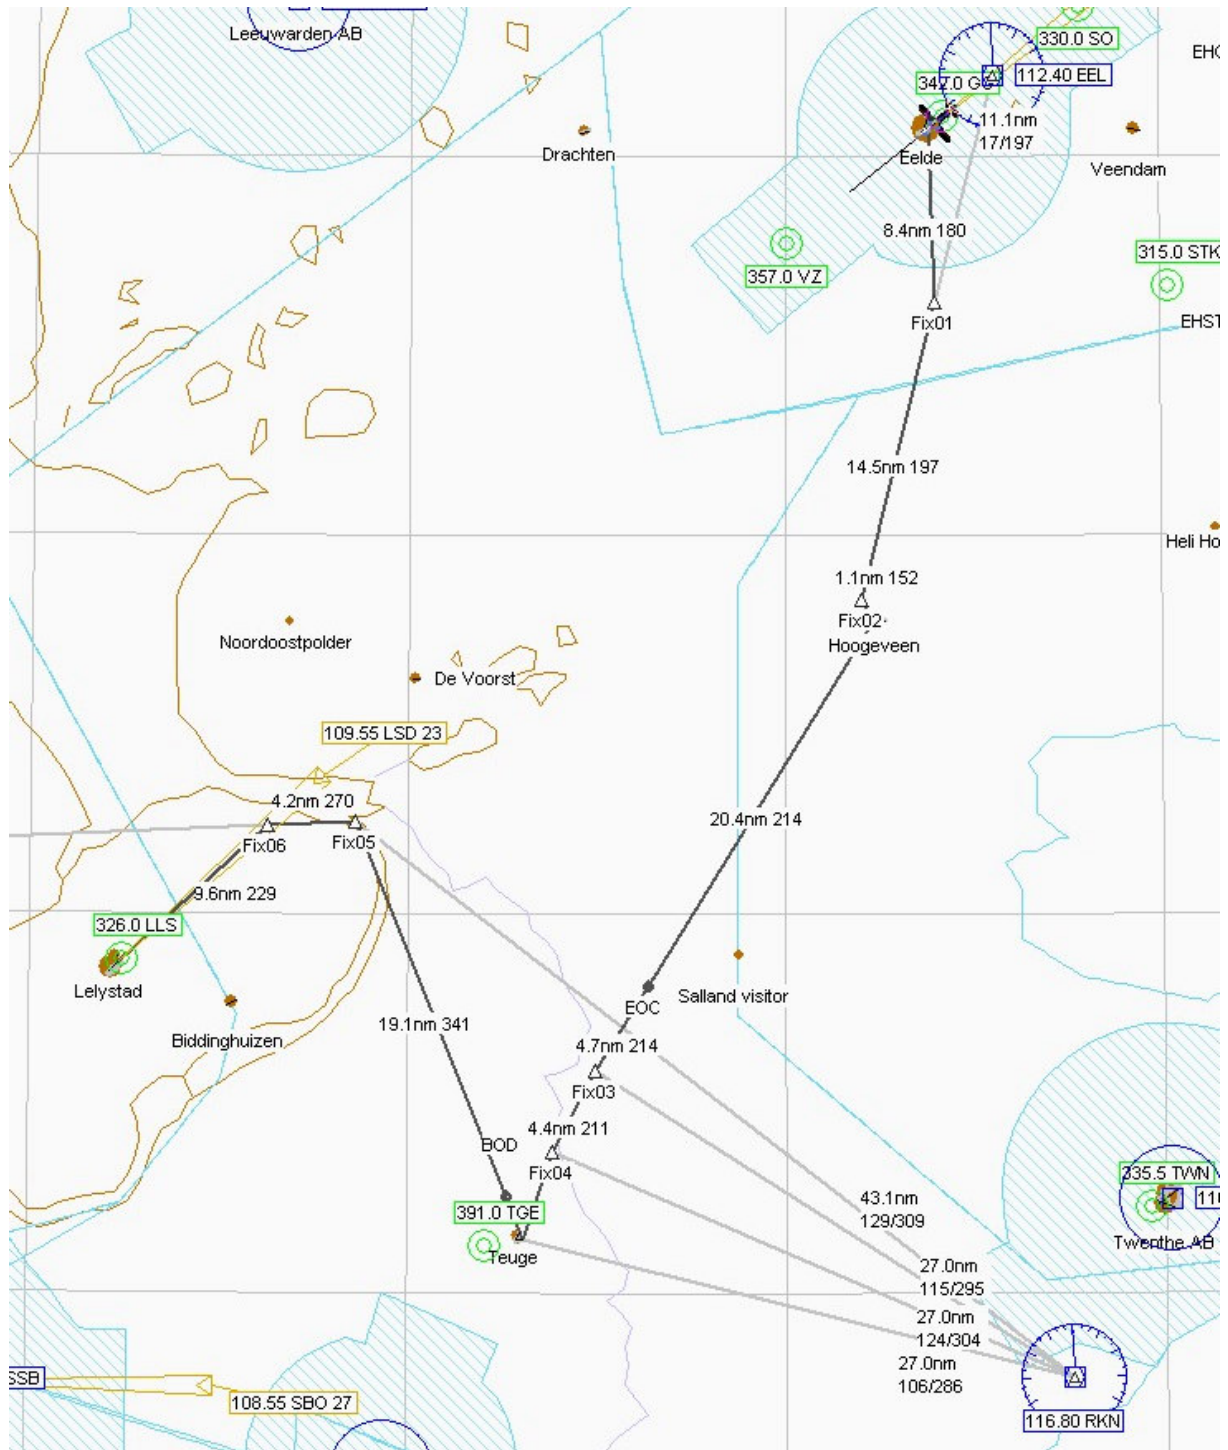 Leeuwarden AB
330.0 SO
EHG
342.0 GG
112.40 EEL
11.1nm
17/197
Drachten
Eelde
Veendam
8.4nm 180
357.0 VZ
315.0 STK
Fix01
EHST
14.5nm 197
Heli Ho
1.1nm 152
Fix02
Noordoostpolder
Hoogeveen
De Voorst
109.55 LSD 23
4.2nm 270
20.4nm 214
Fix06
Fix05
9.6nm 229
326.0 LLS
Lelystad
Salland visitor
EOC
19.1nm 341
Biddinghuizen
4.7nm 214
Fix03
4.4nm 211
BOD
Fix04
335.5 TWN
43.1nm
129/309
391.0 TGE
Twenthe AB
Teuge
27.0nm
115/295
27.0nm
124/304
27.0nm
106/286
SSB
108.55 SBO 27
116.80 RKN